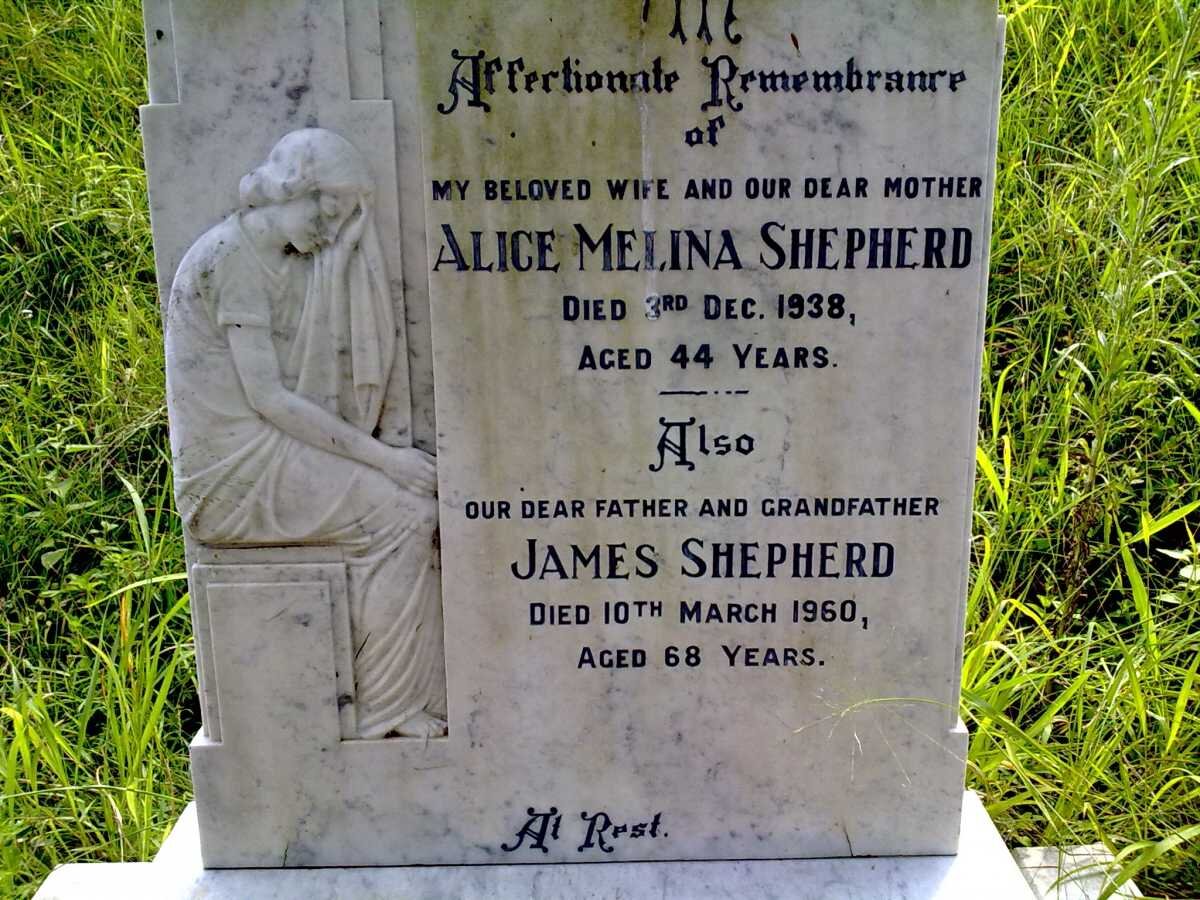 Affectionate Remembrance
of
MY BELOVED WIFE AND OUR DEAR MOTHER
ALICE MELINA SHEPHERD
DIED 3RD DEC. 1938,
AGED 44 YEARS.
Also
OUR DEAR FATHER AND GRANDFATHER
JAMES SHEPHERD
DIED 10TH MARCH 1960,
AGED 68 YEARS.
At Rest.